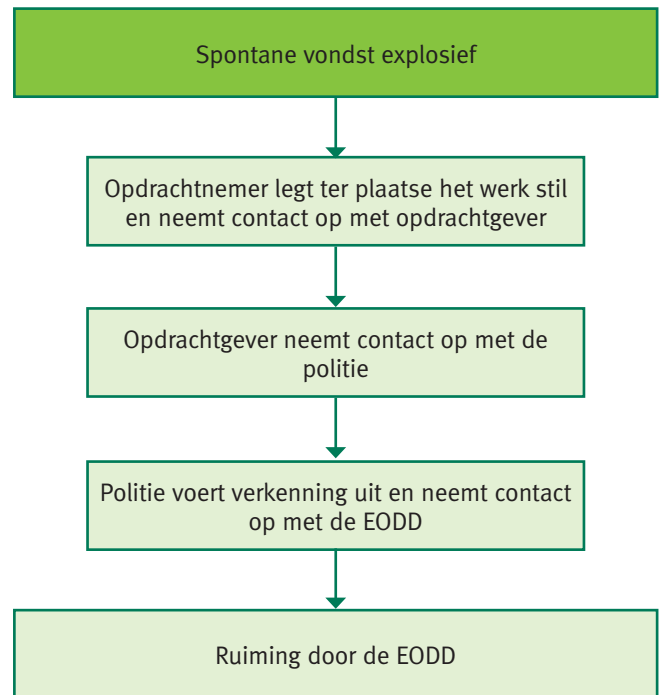 Spontane vondst explosief
Opdrachtnemer legt ter plaatse het werk stil
en neemt contact op met opdrachtgever
Opdrachtgever neemt contact op met de
politie
Politie voert verkenning uit en neemt contact
op met de EODD
Ruiming door de EODD